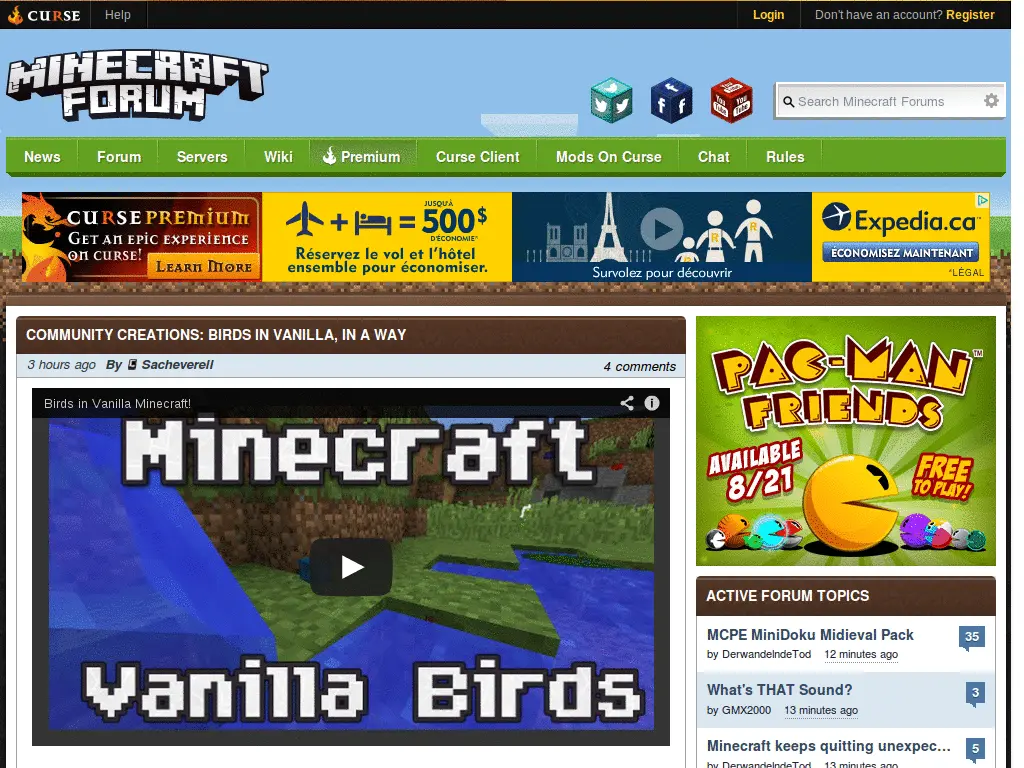 CURSE Help Login Don't have an account? Register
MINECRAFT
FORUM
Search Minecraft Forums
News Forum Servers Wiki Premium Curse Client Mods On Curse Chat Rules
CURSE PREMIUM
GET AN EPIC EXPERIENCE
ON CURSE!
LEARN MORE
+ = JUSQU'À
500$
D'ÉCONOMIE*
Réservez le vol et l'hôtel
ensemble pour économiser.
R R R
Survolez pour découvrir
Expedia.ca
ÉCONOMISEZ MAINTENANT
*LÉGAL
COMMUNITY CREATIONS: BIRDS IN VANILLA, IN A WAY
3 hours ago By Sacheverell 4 comments
Birds in Vanilla Minecraft!
Minecraft
Vanilla Birds
PAC-MAN™
FRIENDS
AVAILABLE
8/21
FREE
TO PLAY!
ACTIVE FORUM TOPICS
MCPE MiniDoku Midieval Pack 35
by DerwandelndeTod 12 minutes ago
What's THAT Sound? 3
by GMX2000 13 minutes ago
Minecraft keeps quitting unexpec... 5
by DerwandelndeTod 13 minutes ago